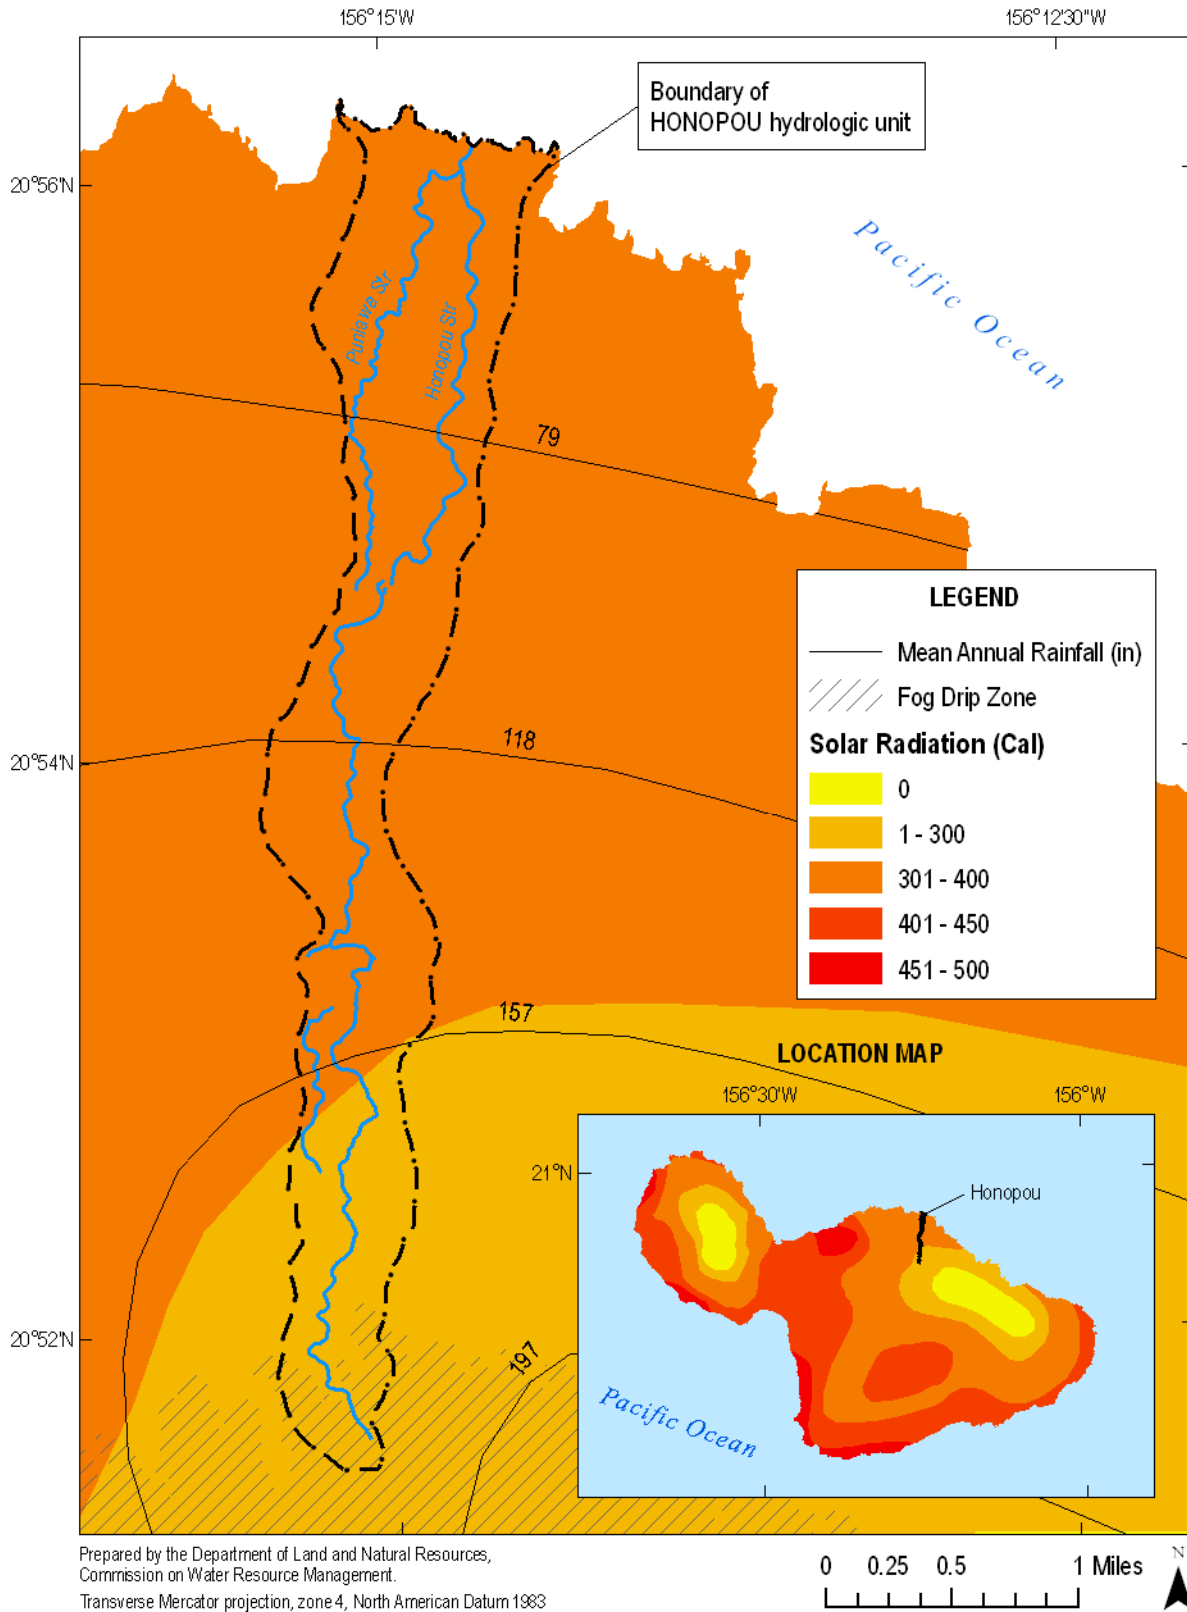 156°15'W
156°12'30"W
Boundary of
HONOPOU hydrologic unit
20°56'N
Pacific Ocean
Puniawa Str
Honopou Str
79
LEGEND
Mean Annual Rainfall (in)
Fog Drip Zone
Solar Radiation (Cal)
0
1 - 300
301 - 400
401 - 450
451 - 500
118
20°54'N
157
LOCATION MAP
156°30'W
156°W
21°N
Honopou
20°52'N
197
Pacific Ocean
Prepared by the Department of Land and Natural Resources,
Commission on Water Resource Management.
Transverse Mercator projection, zone 4, North American Datum 1983
0 0.25 0.5 1 Miles
N